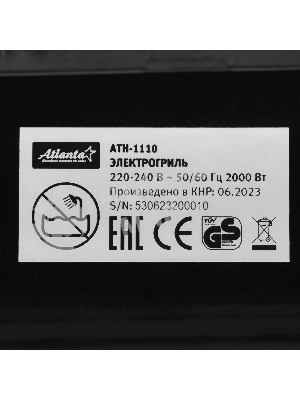 Atlanta
ATH-1110
ЭЛЕКТРОГРИЛЬ
220-240 В ~ 50/60 Гц 2000 Вт
Произведено в КНР: 06.2023
S/N: 530623200010
EAC CE TÜV GS